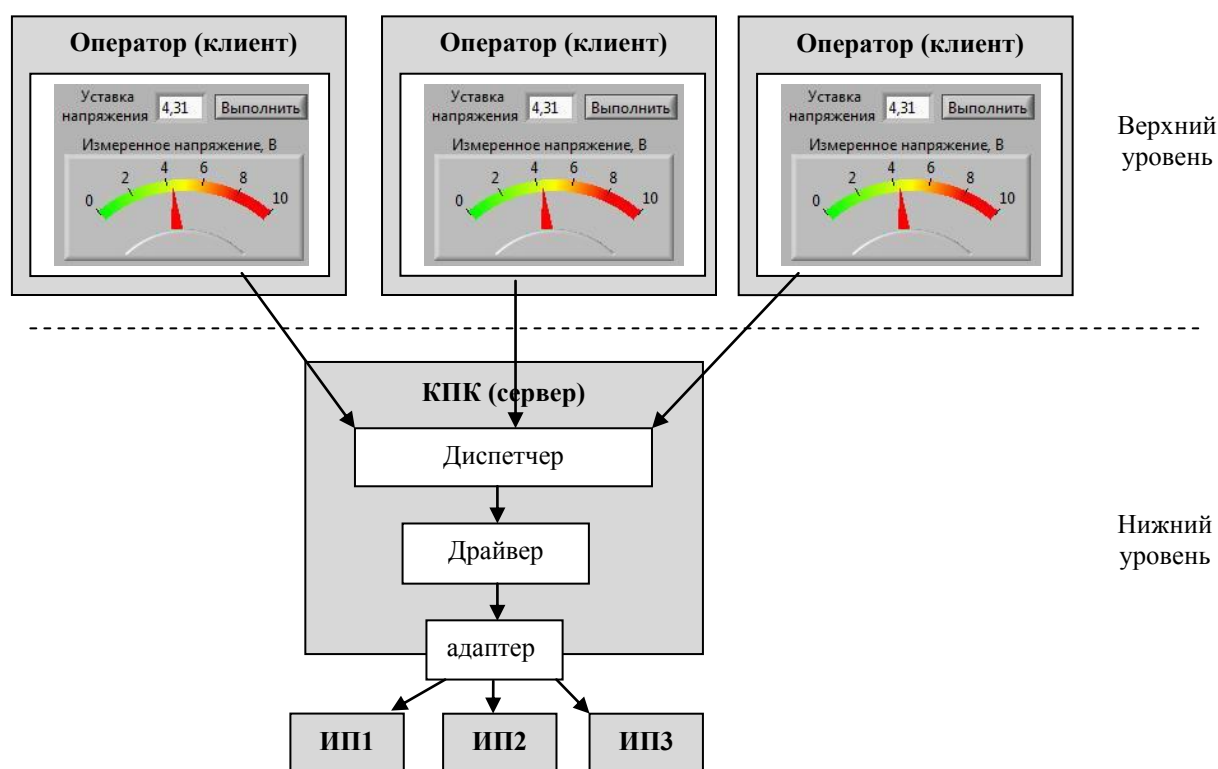 Оператор (клиент)
Уставка
напряжения
4,31
Выполнить
Измеренное напряжение, В
0
2
4
6
8
10
Оператор (клиент)
Уставка
напряжения
4,31
Выполнить
Измеренное напряжение, В
0
2
4
6
8
10
Оператор (клиент)
Уставка
напряжения
4,31
Выполнить
Измеренное напряжение, В
0
2
4
6
8
10
Верхний
уровень
КПК (сервер)
Диспетчер
Драйвер
адаптер
Нижний
уровень
ИП1
ИП2
ИП3